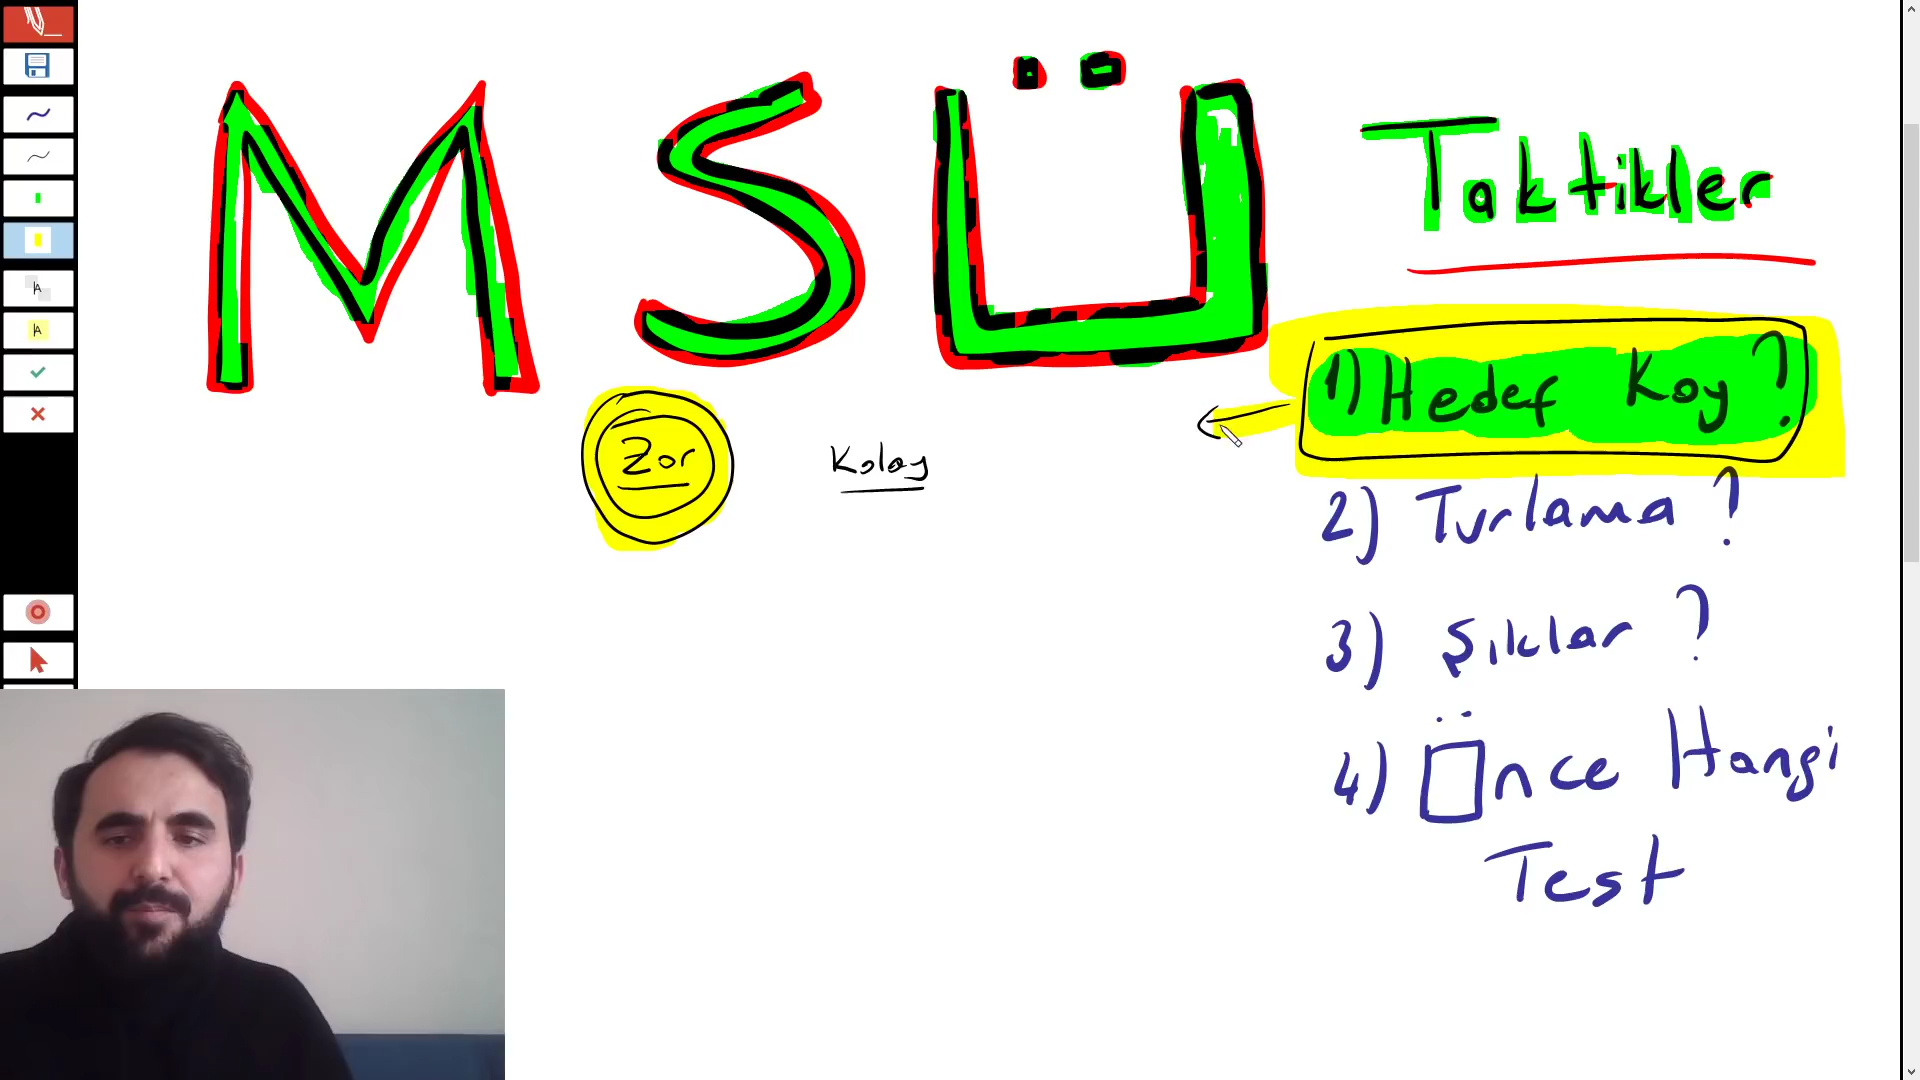 MSÜ Taktikler
1) Hedef Koy ?
Zor Kolay
2) Turlama ?
3) Şıklar ?
4) Önce Hangi
Test